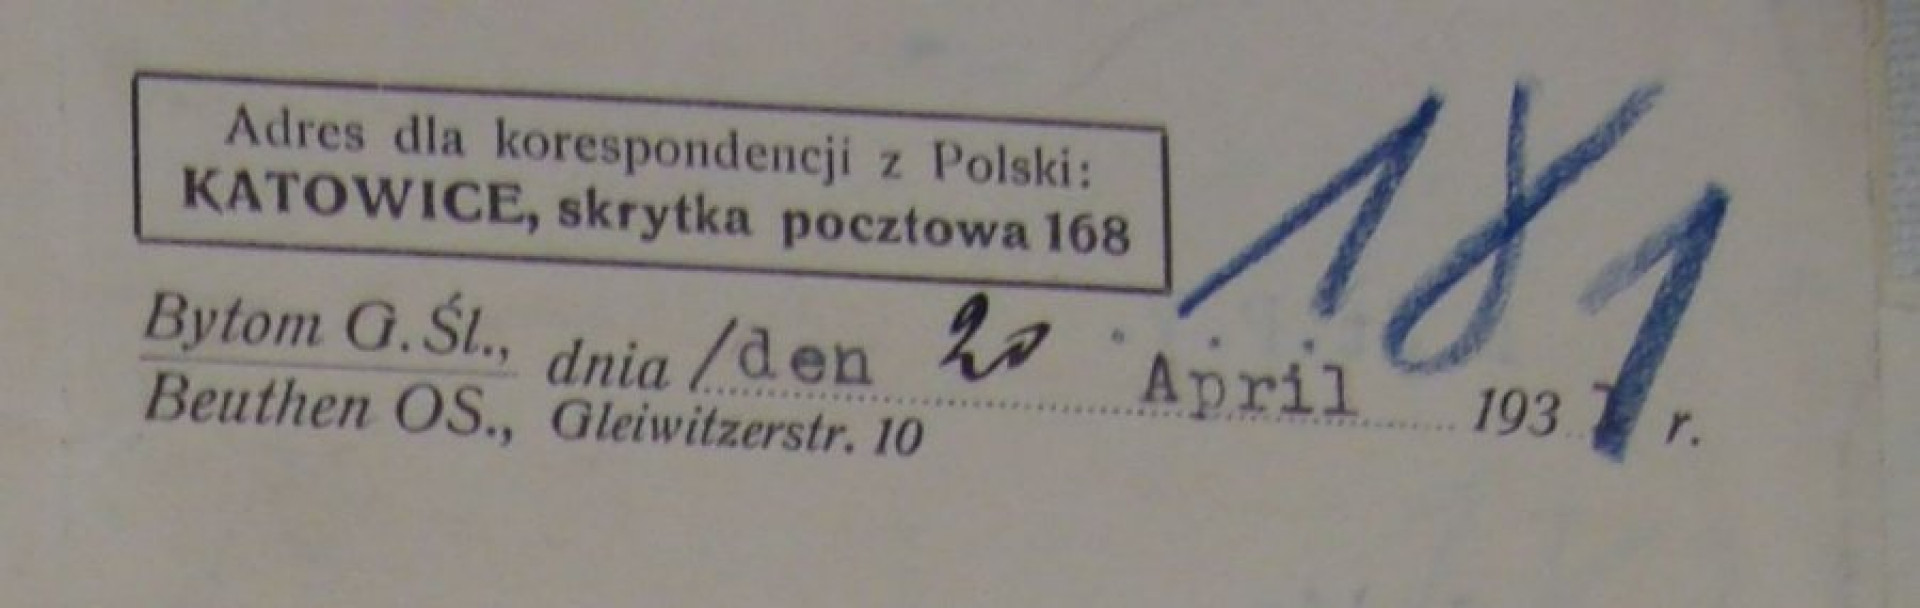 Adres dla korespondencji z Polski:
KATOWICE, skrytka pocztowa 168
181
Bytom G. Śl., dnia /den 20 April 1937 r.
Beuthen OS., Gleiwitzerstr. 10